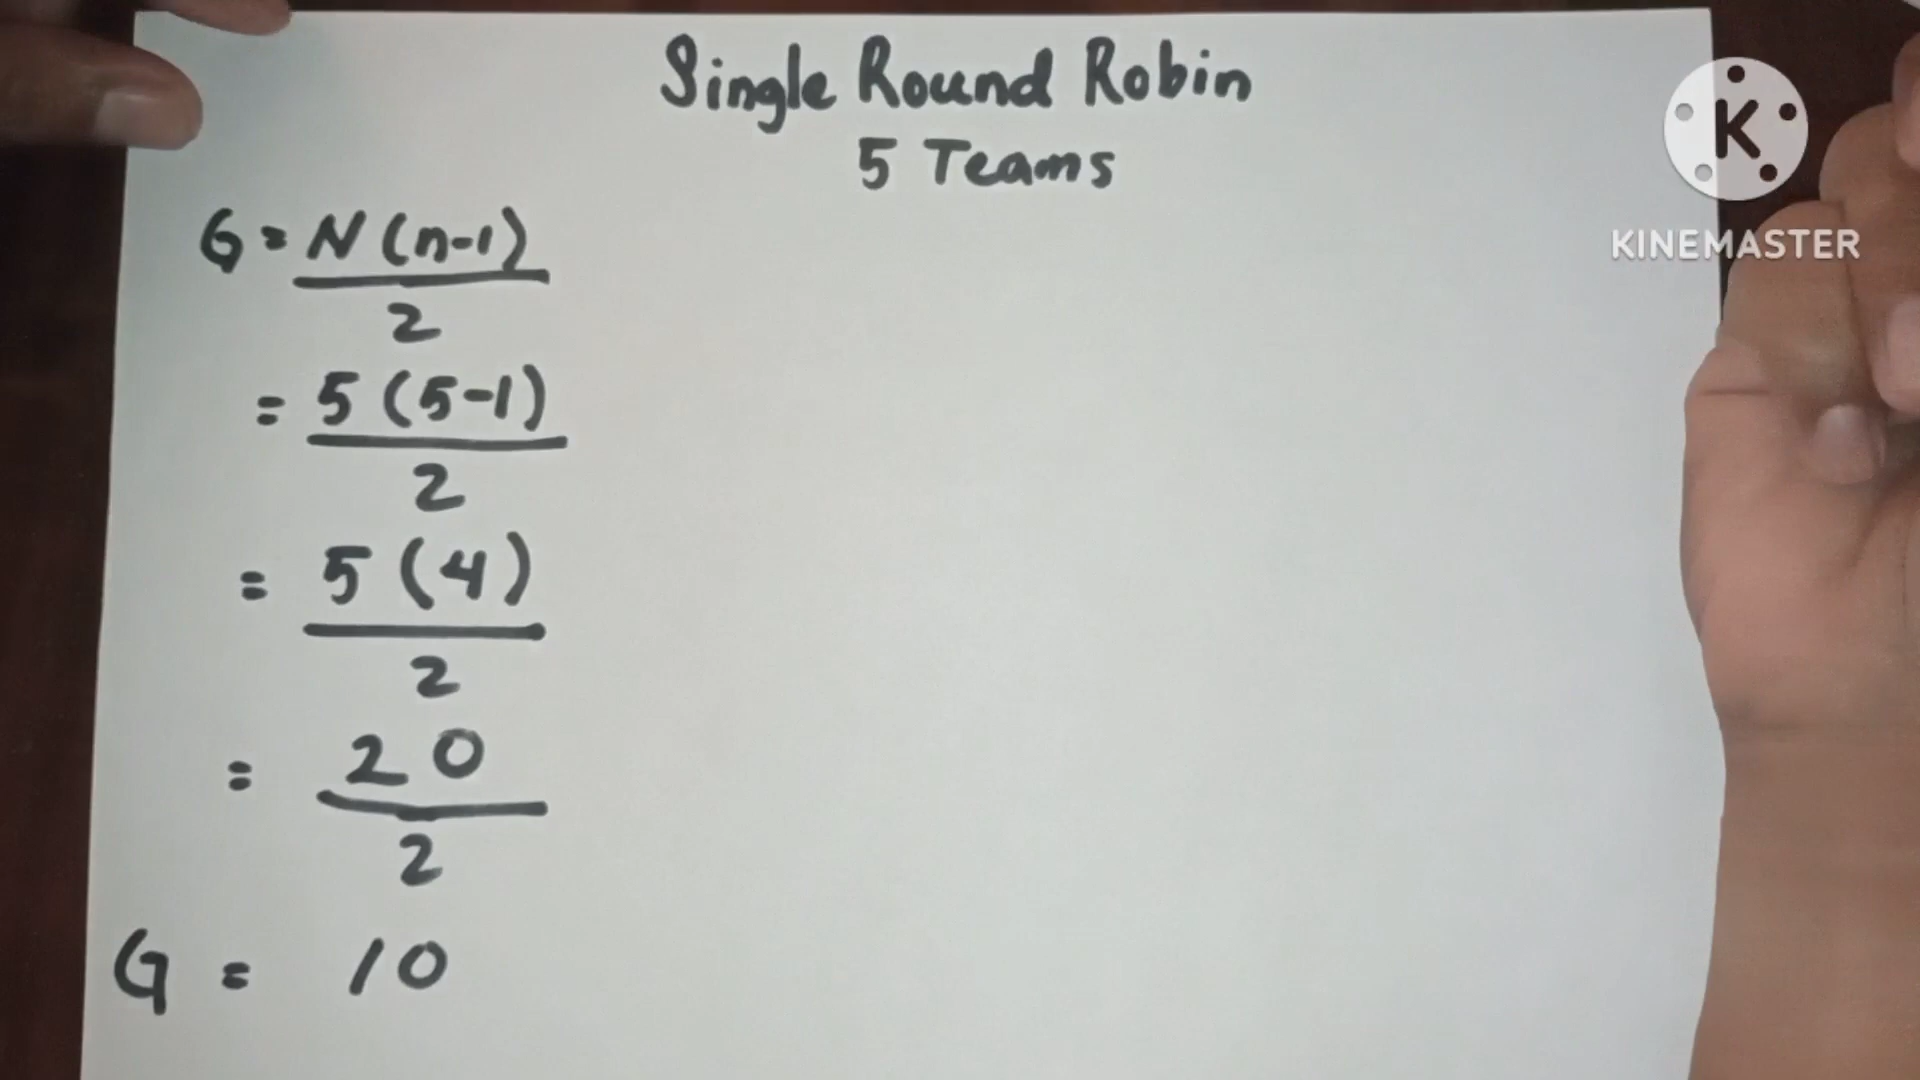 Single Round Robin
5 Teams
G = N (n-1)
2
= 5 (5-1)
2
= 5 (4)
2
= 20
2
G = 10
K
KINEMASTER